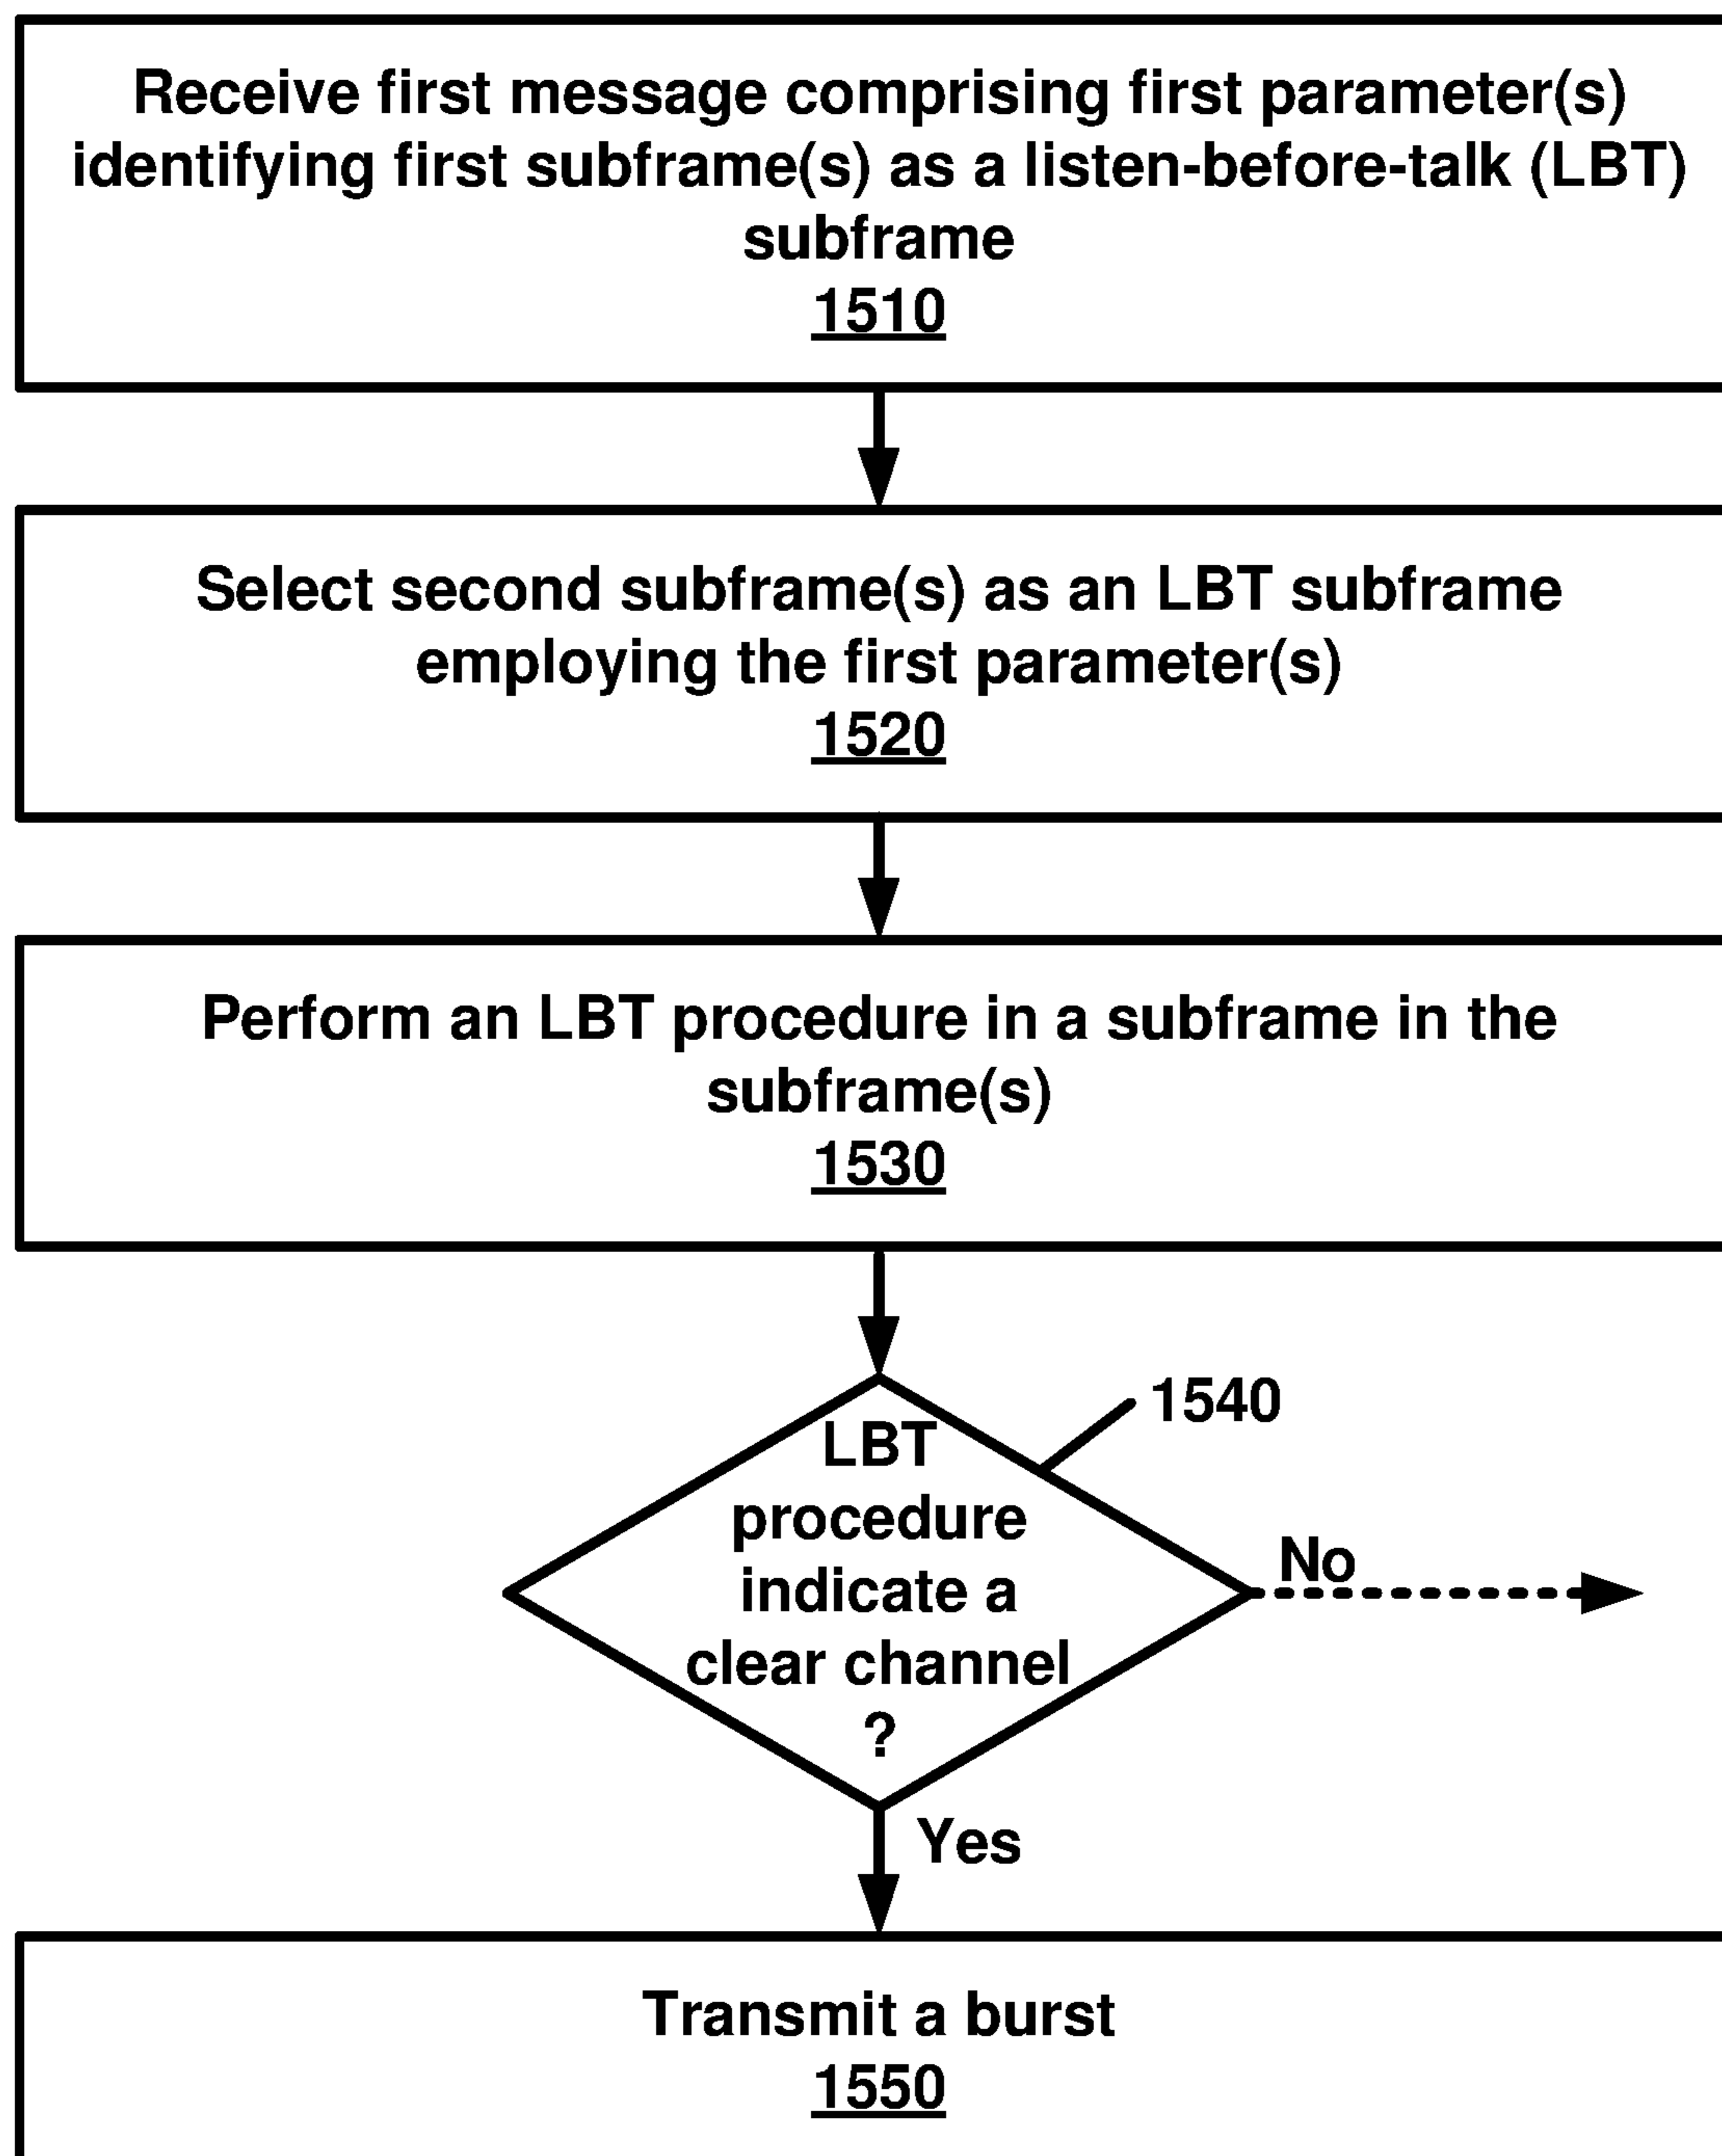 Receive first message comprising first parameter(s)
identifying first subframe(s) as a listen-before-talk (LBT)
subframe
1510
Select second subframe(s) as an LBT subframe
employing the first parameter(s)
1520
Perform an LBT procedure in a subframe in the
subframe(s)
1530
1540
LBT
procedure
indicate a
clear channel
?
No
Yes
Transmit a burst
1550